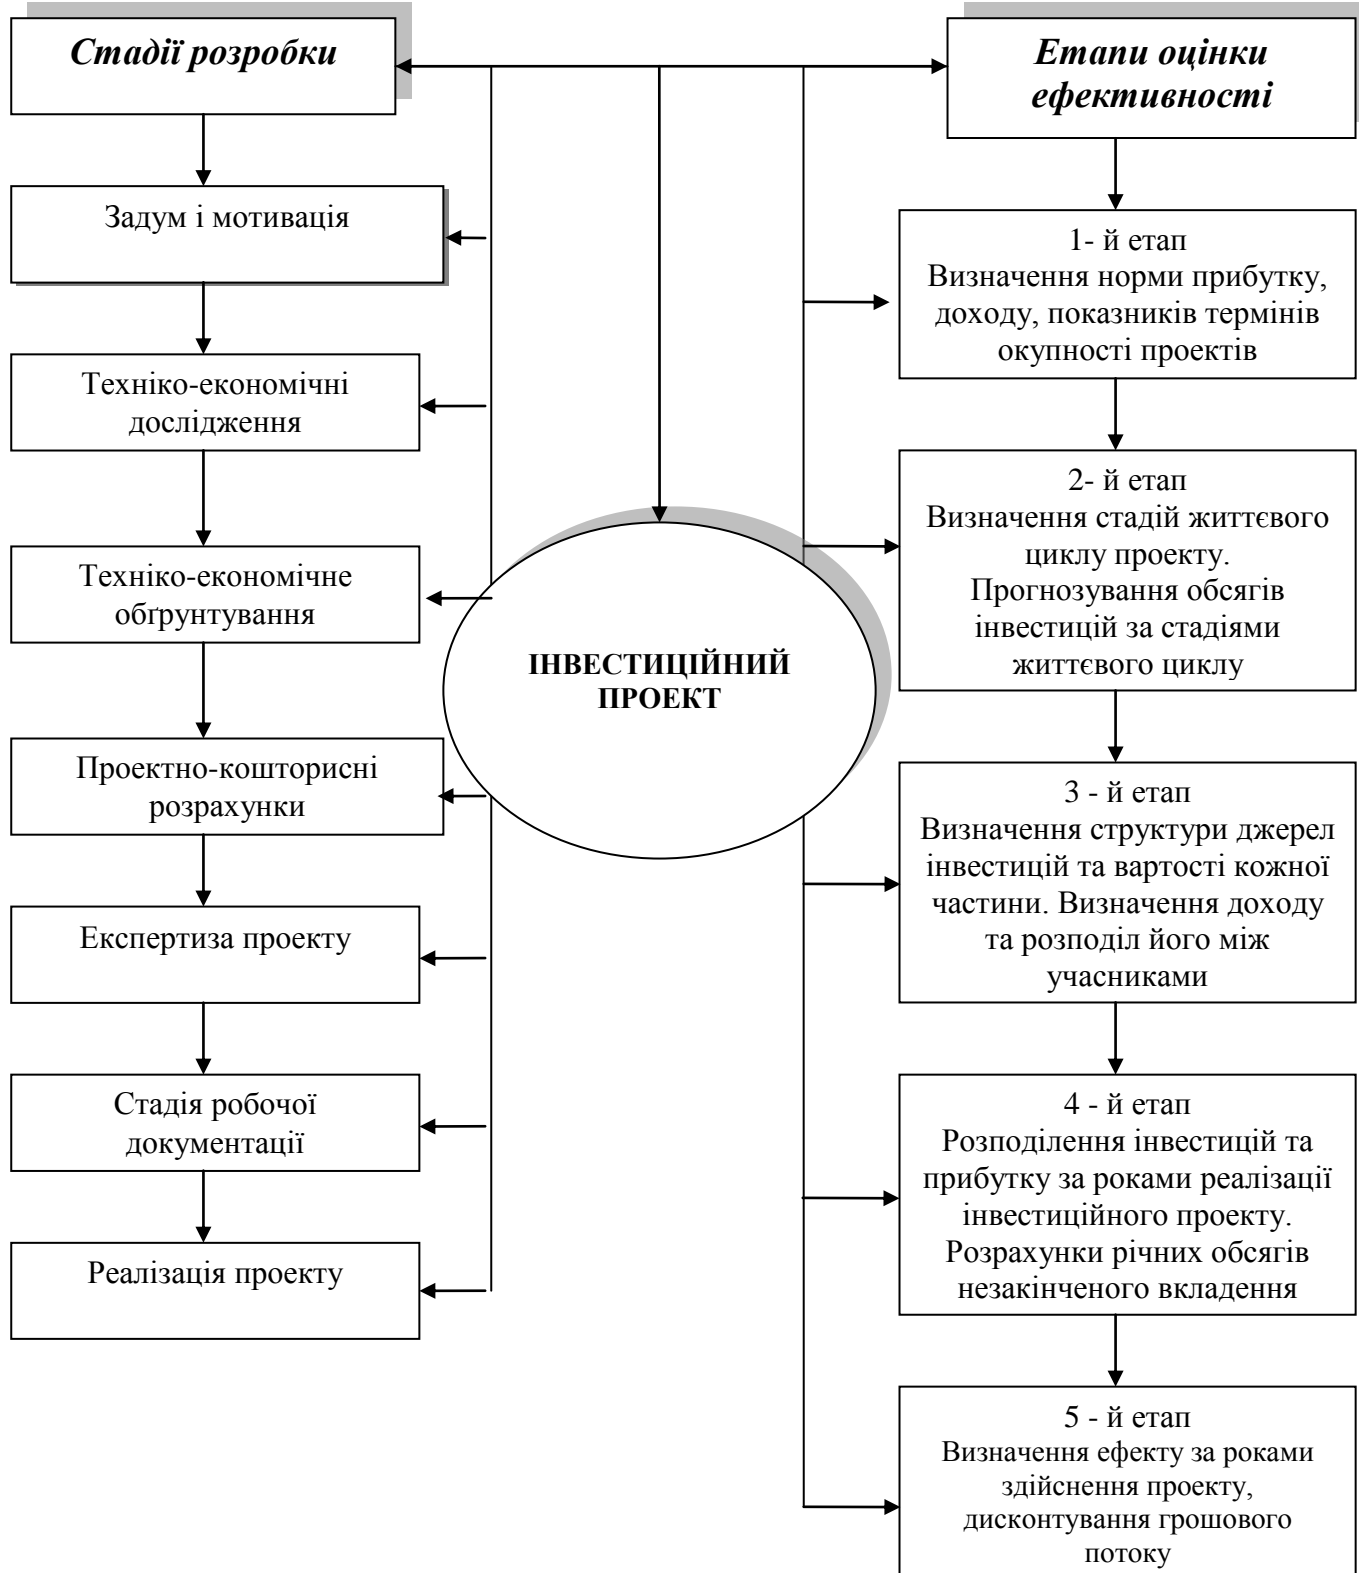 Стадії розробки
Задум і мотивація
Техніко-економічні
дослідження
Техніко-економічне
обґрунтування
Проектно-кошторисні
розрахунки
Експертиза проекту
Стадія робочої
документації
Реалізація проекту
ІНВЕСТИЦІЙНИЙ
ПРОЕКТ
Етапи оцінки
ефективності
1- й етап
Визначення норми прибутку,
доходу, показників термінів
окупності проектів
2- й етап
Визначення стадій життєвого
циклу проекту.
Прогнозування обсягів
інвестицій за стадіями
життєвого циклу
3 - й етап
Визначення структури джерел
інвестицій та вартості кожної
частини. Визначення доходу
та розподіл його між
учасниками
4 - й етап
Розподілення інвестицій та
прибутку за роками реалізації
інвестиційного проекту.
Розрахунки річних обсягів
незакінченого вкладення
5 - й етап
Визначення ефекту за роками
здійснення проекту,
дисконтування грошового
потоку